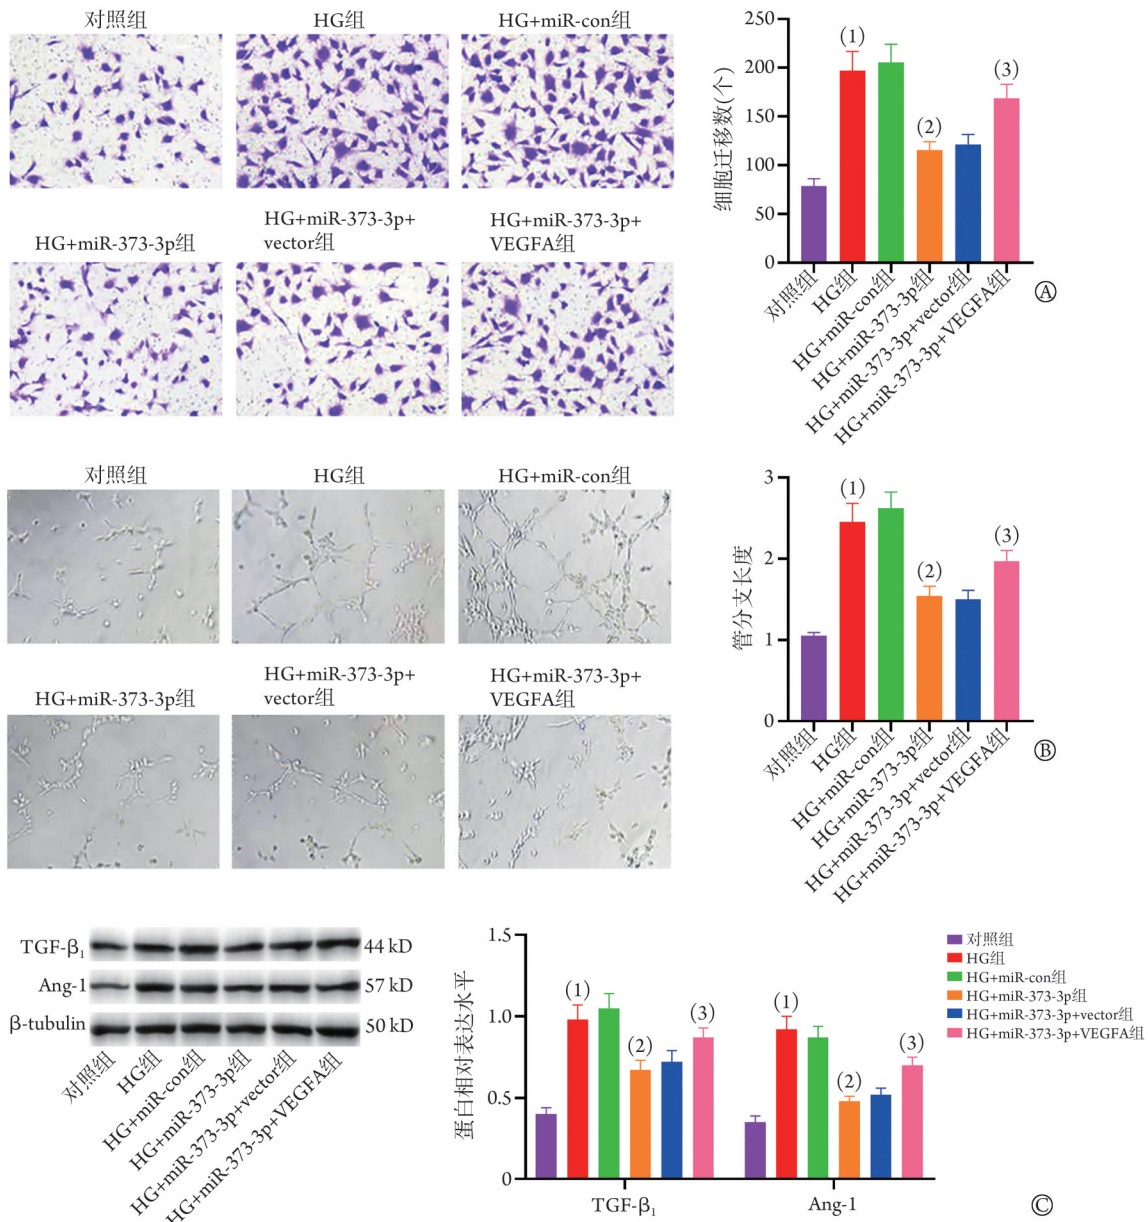 对照组
HG组
HG+miR-con组
HG+miR-373-3p组
HG+miR-373-3p+
vector组
HG+miR-373-3p+
VEGFA组
细胞迁移数(个)
250
200
150
100
50
0
(1)
(2)
(3)
对照组
HG组
HG+miR-con组
HG+miR-373-3p组
HG+miR-373-3p+vector组
HG+miR-373-3p+VEGFA组
Ⓐ
对照组
HG组
HG+miR-con组
HG+miR-373-3p组
HG+miR-373-3p+
vector组
HG+miR-373-3p+
VEGFA组
管分支长度
3
2
1
0
(1)
(2)
(3)
对照组
HG组
HG+miR-con组
HG+miR-373-3p组
HG+miR-373-3p+vector组
HG+miR-373-3p+VEGFA组
Ⓑ
TGF-β₁ 44 kD
Ang-1 57 kD
β-tubulin 50 kD
对照组
HG组
HG+miR-con组
HG+miR-373-3p组
HG+miR-373-3p+vector组
HG+miR-373-3p+VEGFA组
蛋白相对表达水平
1.5
1.0
0.5
0
(1)
(2)
(3)
(1)
(2)
(3)
TGF-β₁
Ang-1
对照组
HG组
HG+miR-con组
HG+miR-373-3p组
HG+miR-373-3p+vector组
HG+miR-373-3p+VEGFA组
Ⓒ